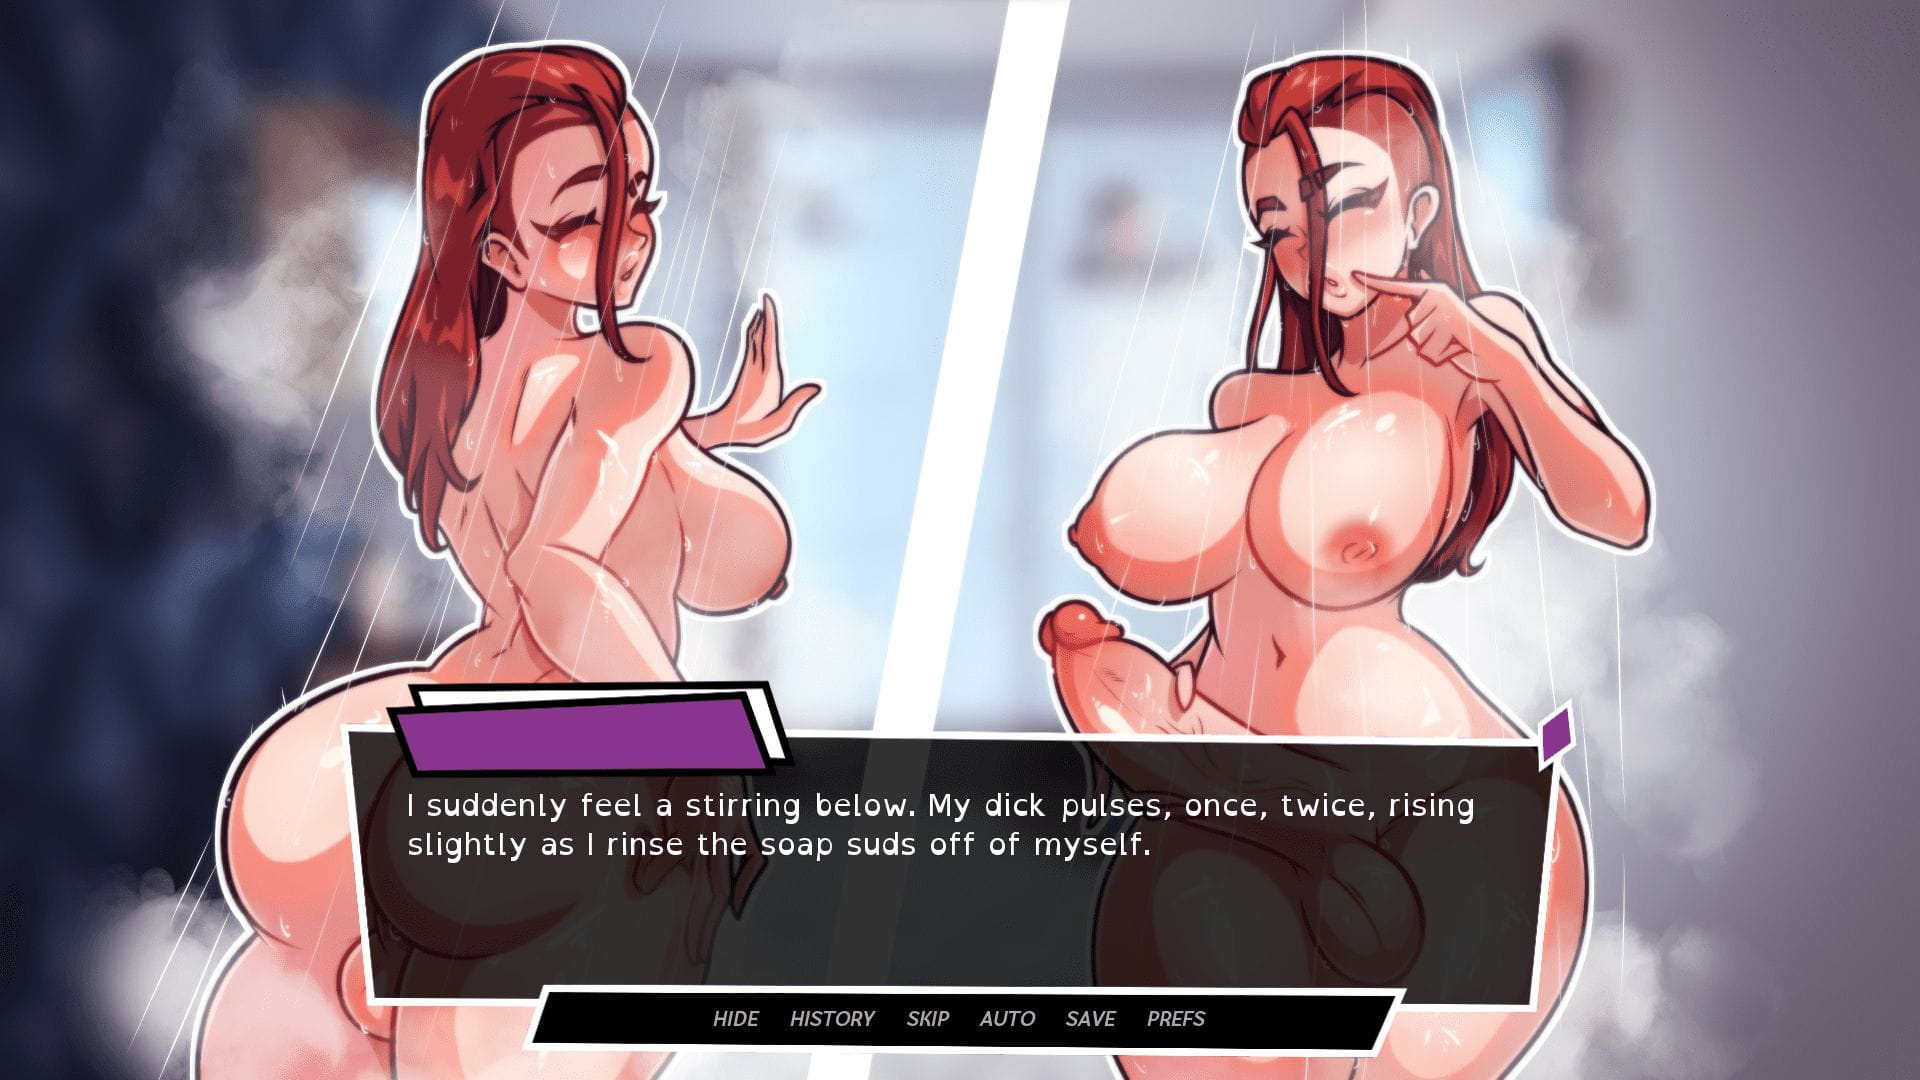 I suddenly feel a stirring below. My dick pulses, once, twice, rising
slightly as I rinse the soap suds off of myself.
HIDE HISTORY SKIP AUTO SAVE PREFS